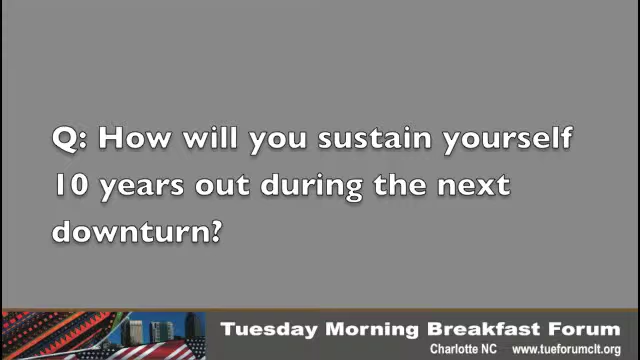 Q: How will you sustain yourself
10 years out during the next
downturn?
Tuesday Morning Breakfast Forum
Charlotte NC www.tueforumclt.org